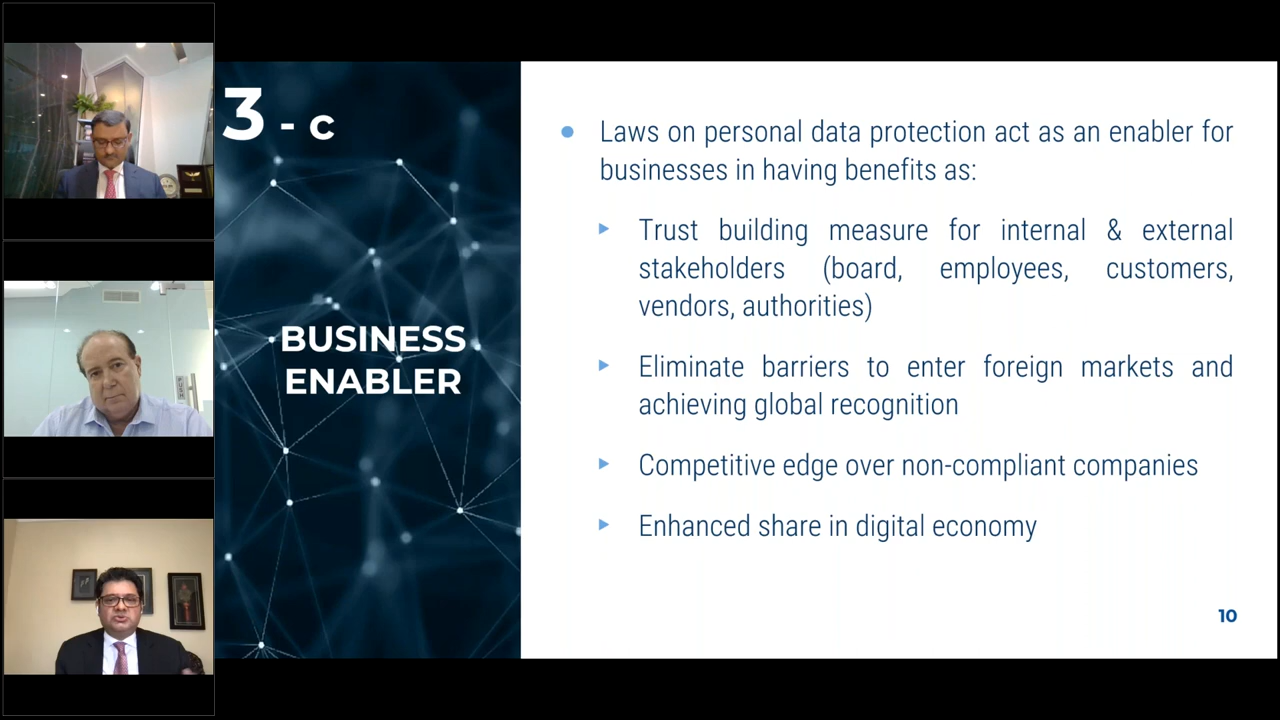 3 - c
BUSINESS
ENABLER
Laws on personal data protection act as an enabler for
businesses in having benefits as:
Trust building measure for internal & external
stakeholders (board, employees, customers,
vendors, authorities)
Eliminate barriers to enter foreign markets and
achieving global recognition
Competitive edge over non-compliant companies
Enhanced share in digital economy
10